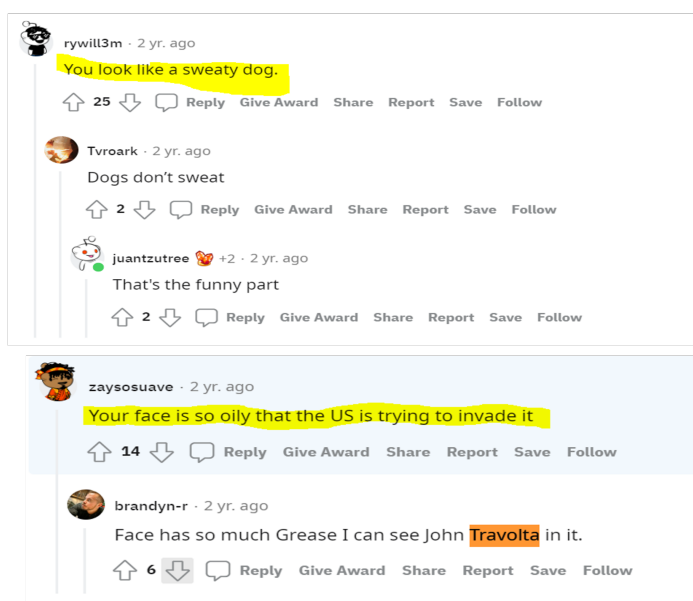 rywill3m · 2 yr. ago
You look like a sweaty dog.
25 Reply Give Award Share Report Save Follow
Tvroark · 2 yr. ago
Dogs don't sweat
2 Reply Give Award Share Report Save Follow
juantzutree +2 · 2 yr. ago
That's the funny part
2 Reply Give Award Share Report Save Follow
zaysosuave · 2 yr. ago
Your face is so oily that the US is trying to invade it
14 Reply Give Award Share Report Save Follow
brandyn-r · 2 yr. ago
Face has so much Grease I can see John Travolta in it.
6 Reply Give Award Share Report Save Follow